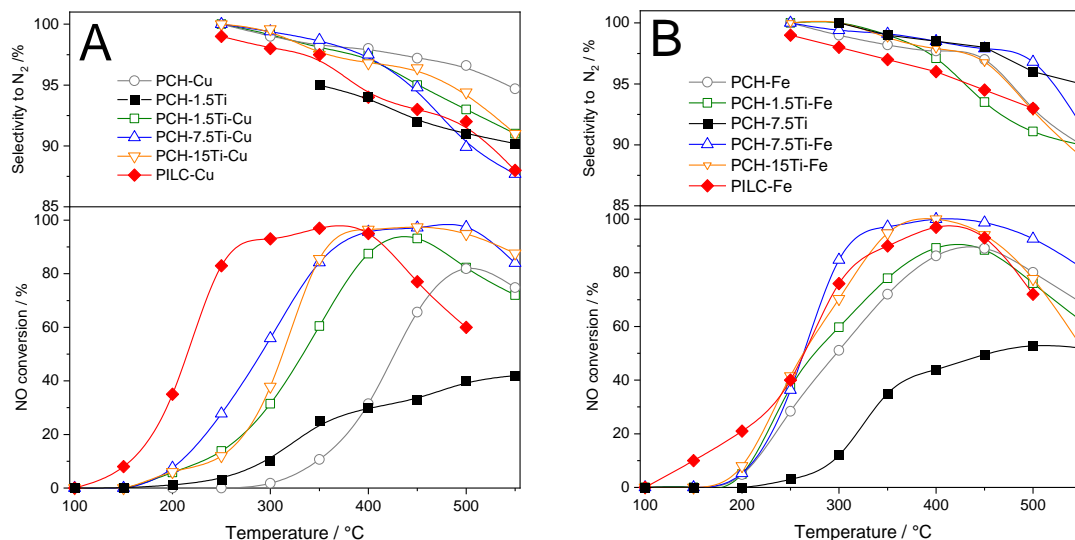 A
Selectivity to N2 / %
100
95
90
85
PCH-Cu
PCH-1.5Ti
PCH-1.5Ti-Cu
PCH-7.5Ti-Cu
PCH-15Ti-Cu
PILC-Cu
NO conversion / %
100
80
60
40
20
0
100 200 300 400 500
Temperature / °C
B
Selectivity to N2 / %
100
95
90
85
PCH-Fe
PCH-1.5Ti-Fe
PCH-7.5Ti
PCH-7.5Ti-Fe
PCH-15Ti-Fe
PILC-Fe
NO conversion / %
100
80
60
40
20
0
100 200 300 400 500
Temperature / °C